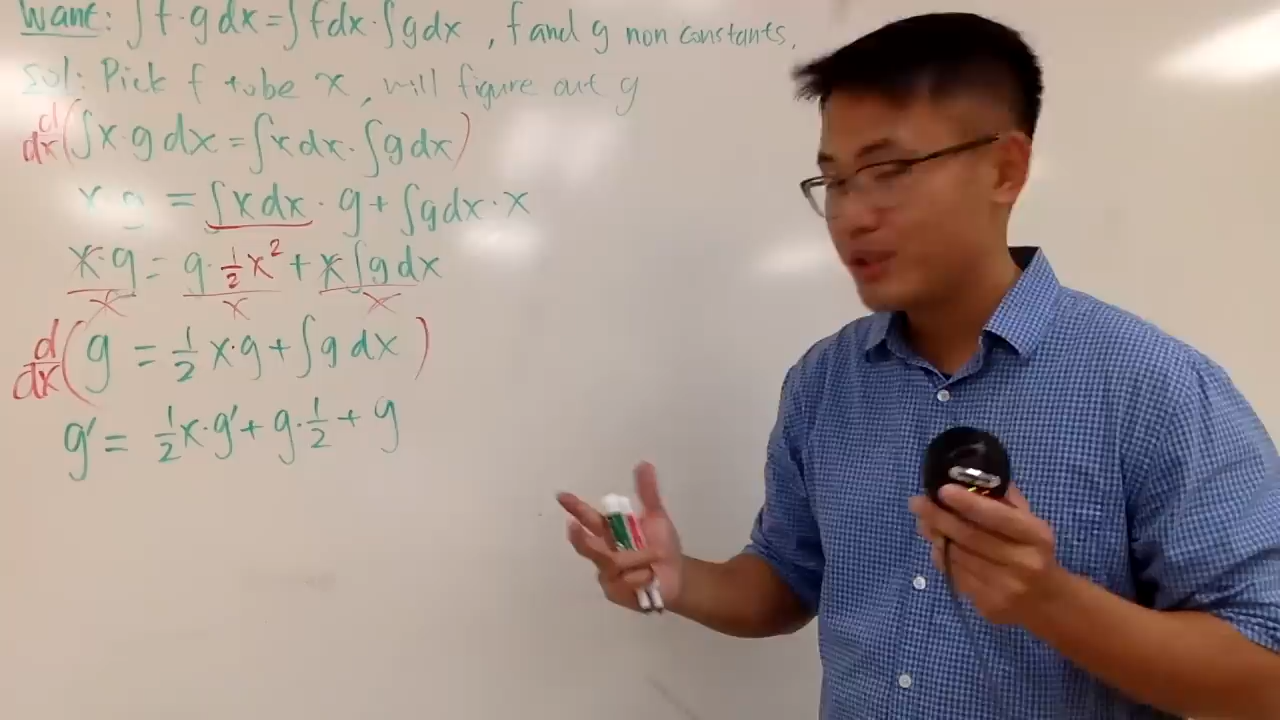 Want: ∫f·g dx = ∫f dx · ∫g dx , f and g non constants.
Sol: Pick f to be x , will figure out g
d/dx (∫x·g dx = ∫x dx · ∫g dx)
x g = ∫x dx · g + ∫g dx · x
x·g/x = g·½x²/x + x∫g dx/x
d/dx (g = ½ x·g + ∫g dx)
g' = ½x·g' + g·½ + g